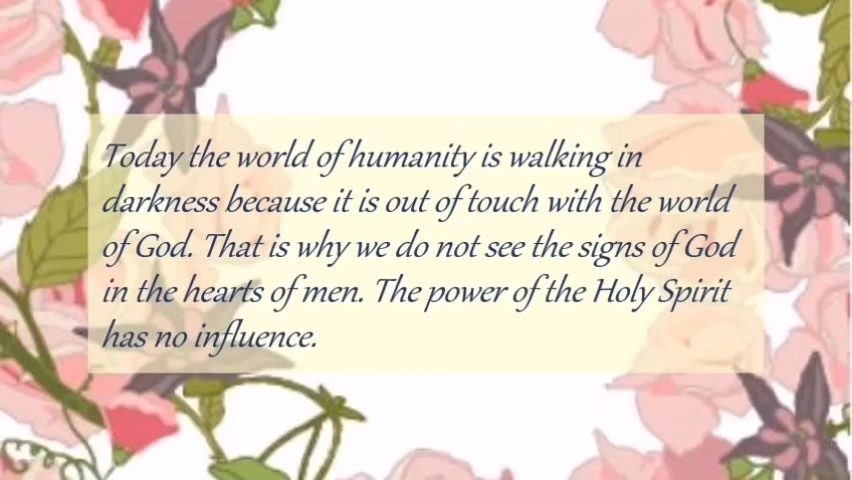 Today the world of humanity is walking in
darkness because it is out of touch with the world
of God. That is why we do not see the signs of God
in the hearts of men. The power of the Holy Spirit
has no influence.